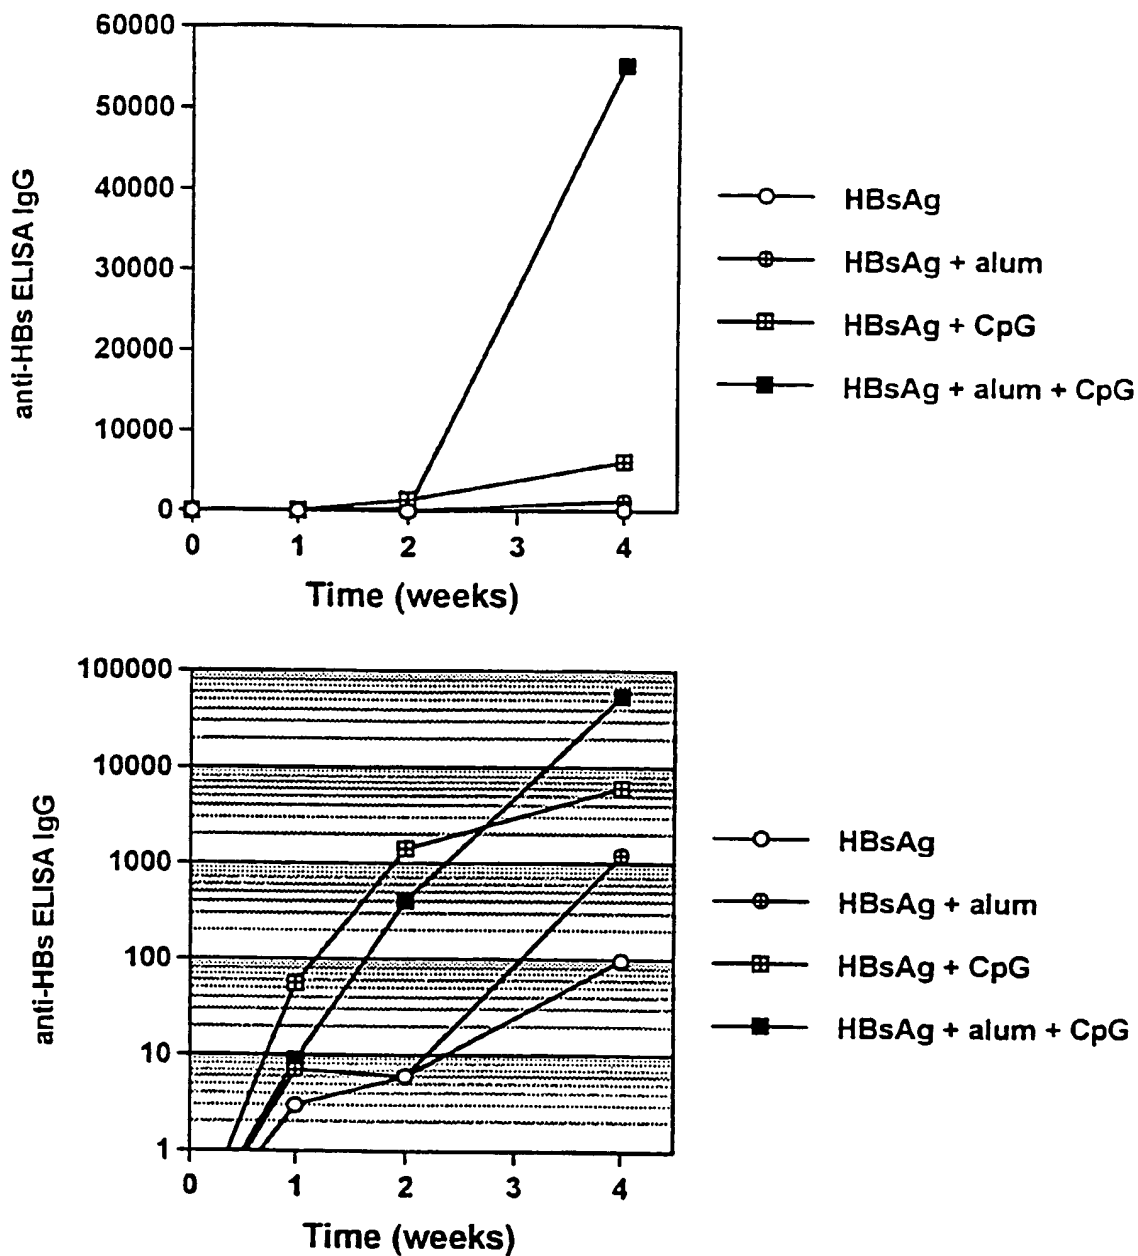 60000
50000
40000
30000
20000
10000
0
anti-HBs ELISA IgG
0 1 2 3 4
Time (weeks)
HBsAg
HBsAg + alum
HBsAg + CpG
HBsAg + alum + CpG
100000
10000
1000
100
10
1
anti-HBs ELISA IgG
0 1 2 3 4
Time (weeks)
HBsAg
HBsAg + alum
HBsAg + CpG
HBsAg + alum + CpG